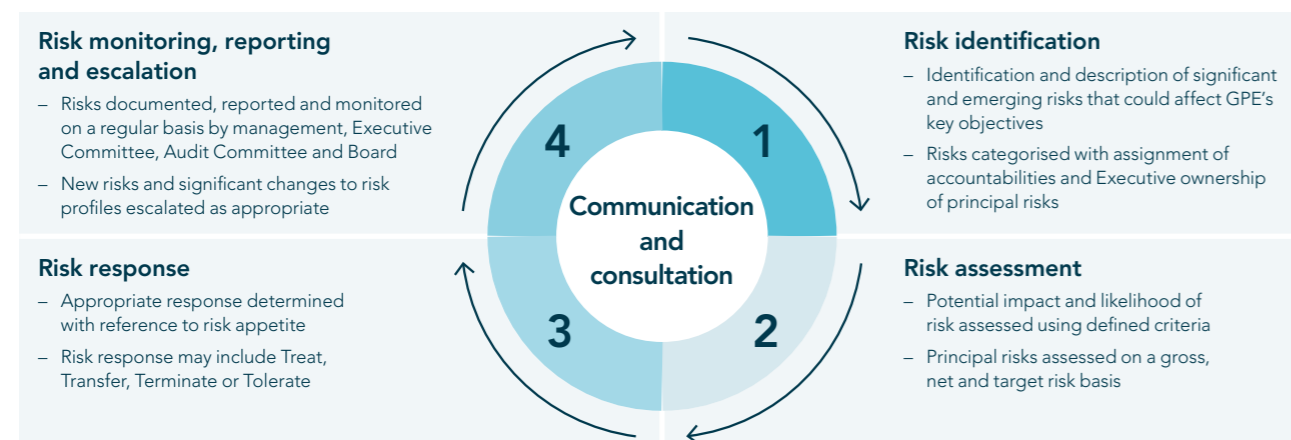 Risk monitoring, reporting
and escalation
– Risks documented, reported and monitored
on a regular basis by management, Executive
Committee, Audit Committee and Board
– New risks and significant changes to risk
profiles escalated as appropriate
Risk identification
– Identification and description of significant
and emerging risks that could affect GPE’s
key objectives
– Risks categorised with assignment of
accountabilities and Executive ownership
of principal risks
4
1
Communication
and
consultation
3
2
Risk response
– Appropriate response determined
with reference to risk appetite
– Risk response may include Treat,
Transfer, Terminate or Tolerate
Risk assessment
– Potential impact and likelihood of
risk assessed using defined criteria
– Principal risks assessed on a gross,
net and target risk basis